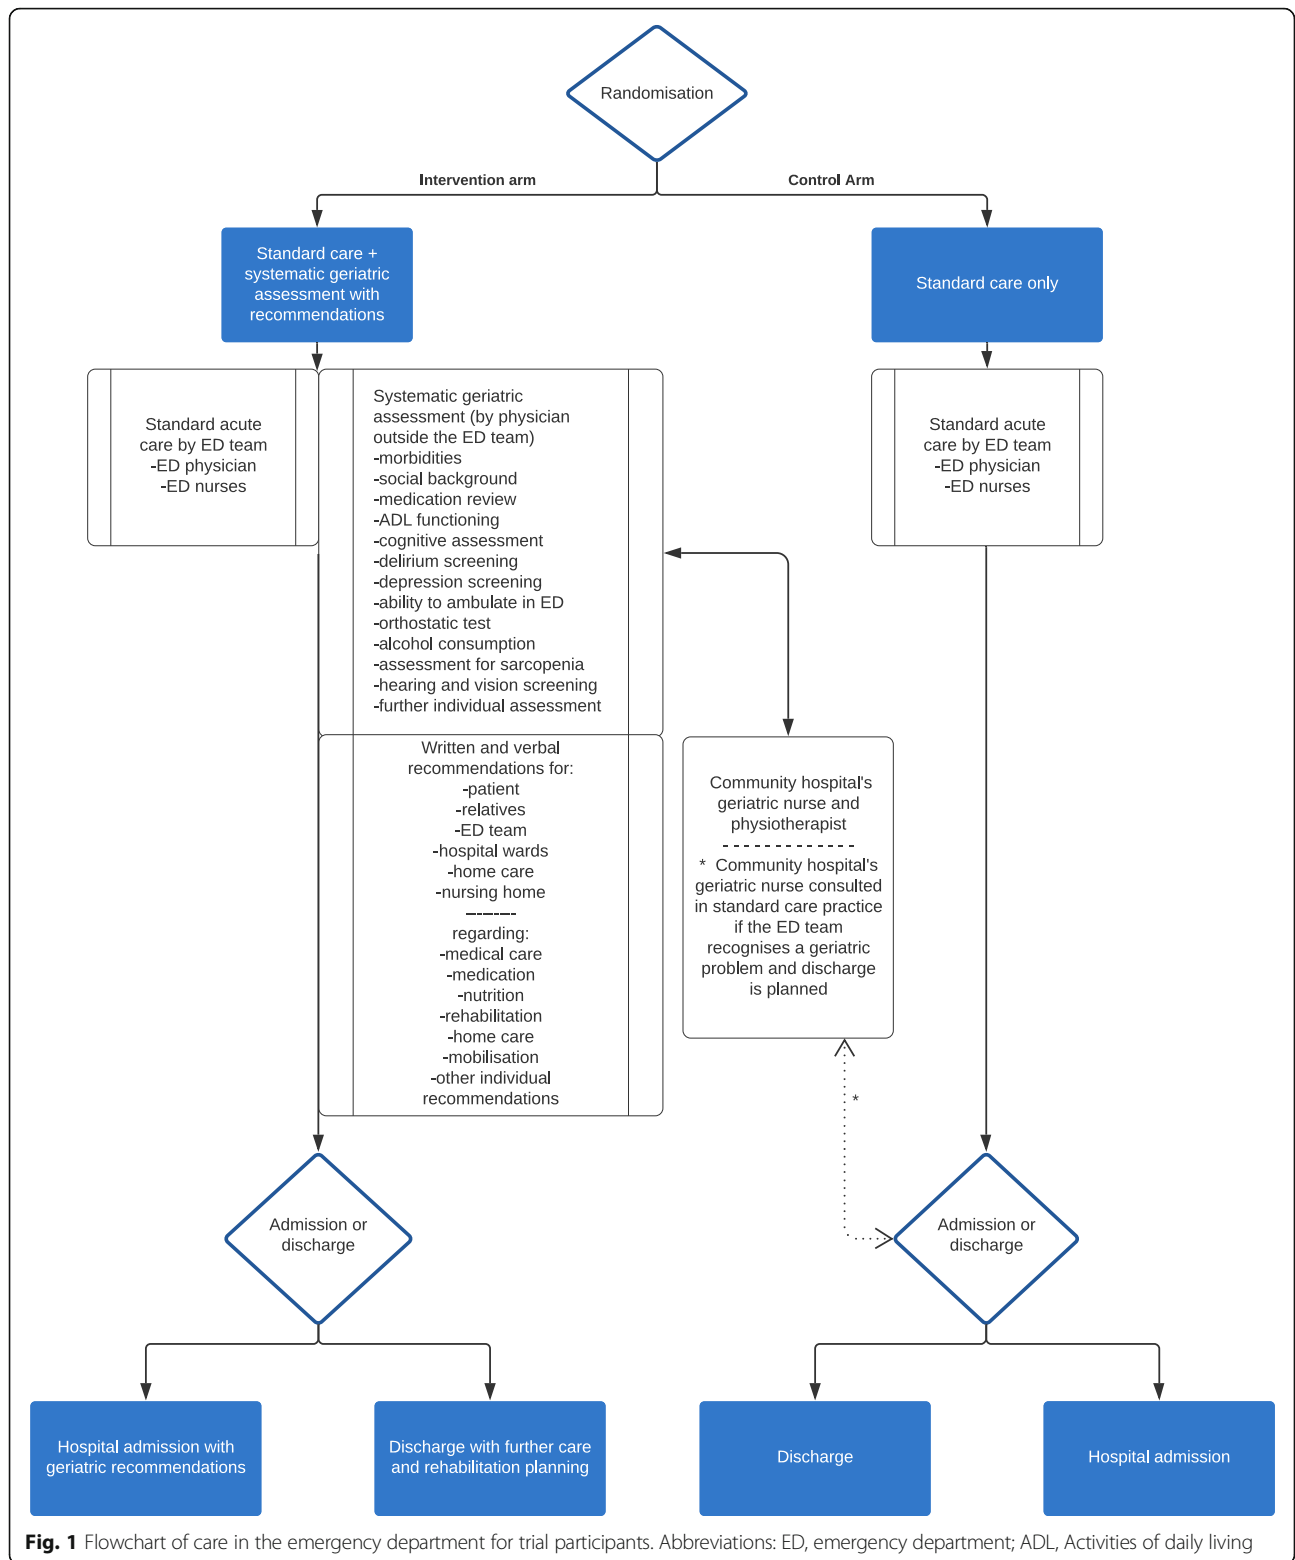 Randomisation
Intervention arm
Control Arm
Standard care +
systematic geriatric
assessment with
recommendations
Standard care only
Standard acute
care by ED team
-ED physician
-ED nurses
Systematic geriatric
assessment (by physician
outside the ED team)
-morbidities
-social background
-medication review
-ADL functioning
-cognitive assessment
-delirium screening
-depression screening
-ability to ambulate in ED
-orthostatic test
-alcohol consumption
-assessment for sarcopenia
-hearing and vision screening
-further individual assessment
Standard acute
care by ED team
-ED physician
-ED nurses
Written and verbal
recommendations for:
-patient
-relatives
-ED team
-hospital wards
-home care
-nursing home
----------
regarding:
-medical care
-medication
-nutrition
-rehabilitation
-home care
-mobilisation
-other individual
recommendations
Community hospital's
geriatric nurse and
physiotherapist
- - - - - - - - - - - - - -
* Community hospital's
geriatric nurse consulted
in standard care practice
if the ED team
recognises a geriatric
problem and discharge
is planned
*
Admission or
discharge
Admission or
discharge
Hospital admission with
geriatric recommendations
Discharge with further care
and rehabilitation planning
Discharge
Hospital admission
Fig. 1 Flowchart of care in the emergency department for trial participants. Abbreviations: ED, emergency department; ADL, Activities of daily living